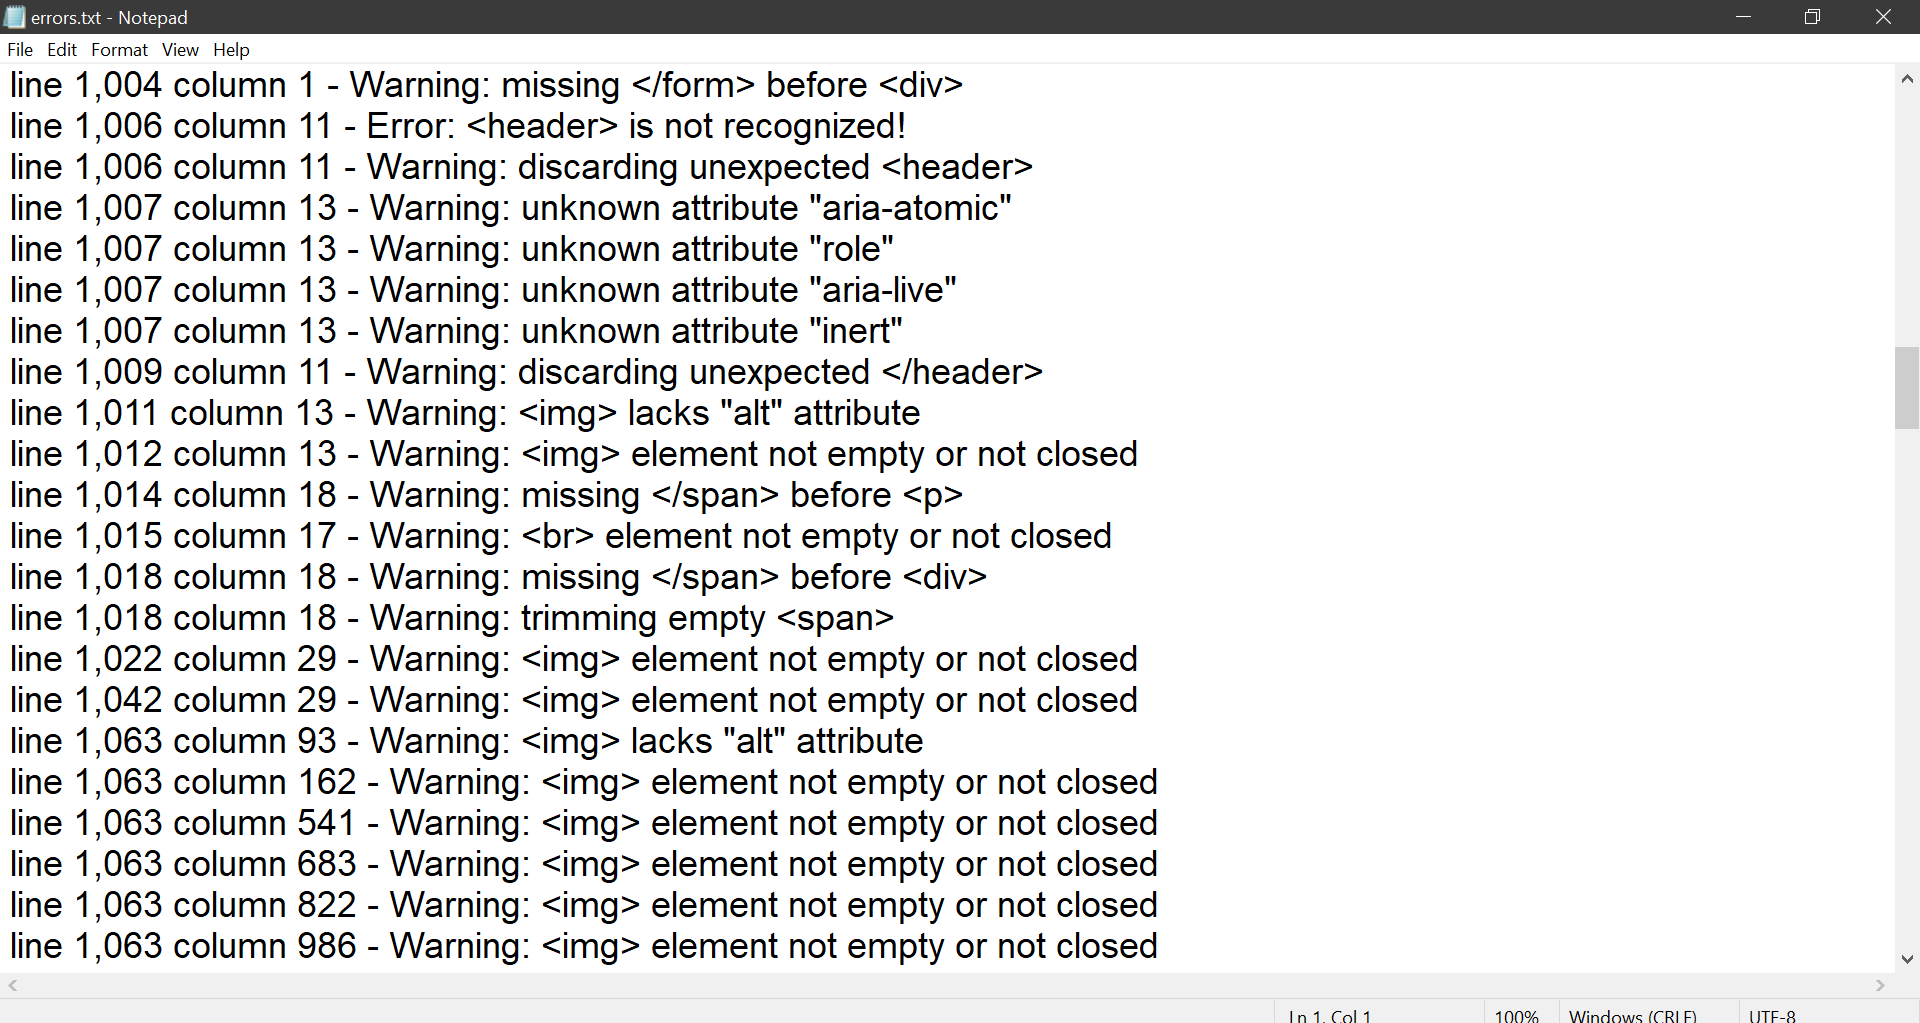 errors.txt - Notepad
File Edit Format View Help
line 1,004 column 1 - Warning: missing </form> before <div>
line 1,006 column 11 - Error: <header> is not recognized!
line 1,006 column 11 - Warning: discarding unexpected <header>
line 1,007 column 13 - Warning: unknown attribute "aria-atomic"
line 1,007 column 13 - Warning: unknown attribute "role"
line 1,007 column 13 - Warning: unknown attribute "aria-live"
line 1,007 column 13 - Warning: unknown attribute "inert"
line 1,009 column 11 - Warning: discarding unexpected </header>
line 1,011 column 13 - Warning: <img> lacks "alt" attribute
line 1,012 column 13 - Warning: <img> element not empty or not closed
line 1,014 column 18 - Warning: missing </span> before <p>
line 1,015 column 17 - Warning: <br> element not empty or not closed
line 1,018 column 18 - Warning: missing </span> before <div>
line 1,018 column 18 - Warning: trimming empty <span>
line 1,022 column 29 - Warning: <img> element not empty or not closed
line 1,042 column 29 - Warning: <img> element not empty or not closed
line 1,063 column 93 - Warning: <img> lacks "alt" attribute
line 1,063 column 162 - Warning: <img> element not empty or not closed
line 1,063 column 541 - Warning: <img> element not empty or not closed
line 1,063 column 683 - Warning: <img> element not empty or not closed
line 1,063 column 822 - Warning: <img> element not empty or not closed
line 1,063 column 986 - Warning: <img> element not empty or not closed
Ln 1, Col 1 100% Windows (CRLF) UTF-8